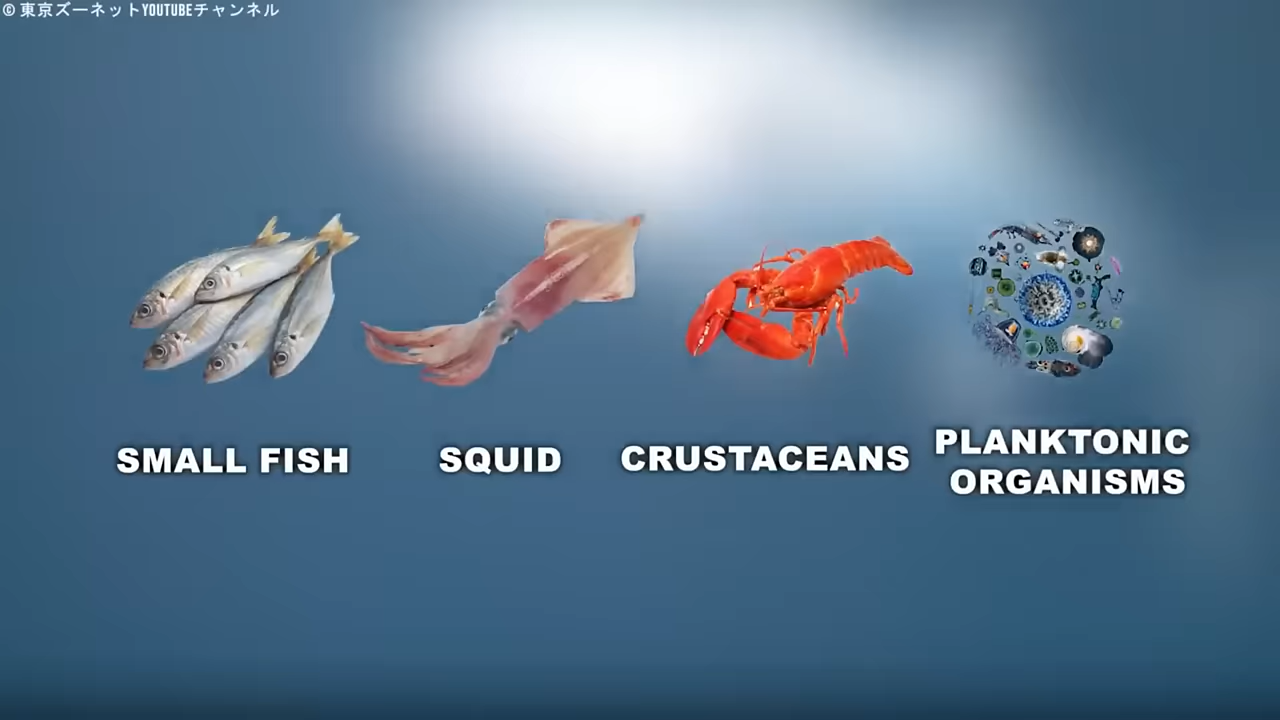 © 東京ズーネットYOUTUBEチャンネル
SMALL FISH
SQUID
CRUSTACEANS
PLANKTONIC
ORGANISMS